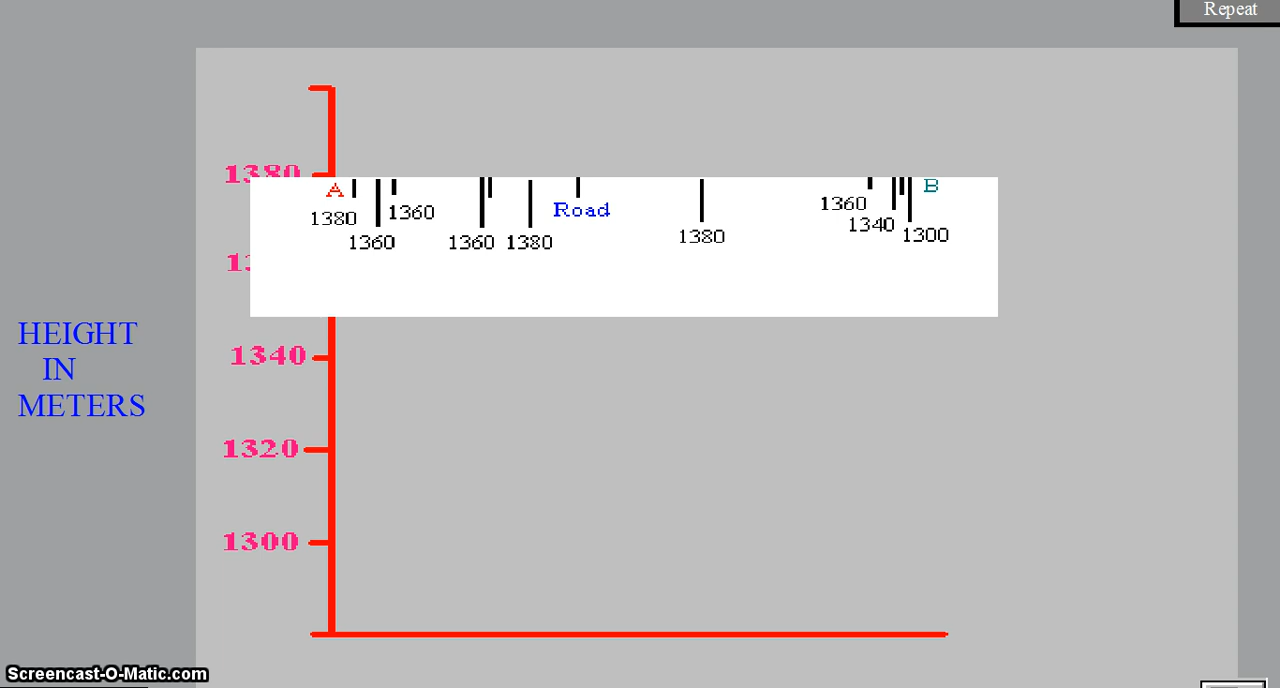 Repeat
1380
A
B
1380
1360
1360
1360
1380
Road
1380
1360
1340
1300
HEIGHT
IN
METERS
1340
1320
1300
Screencast-O-Matic.com